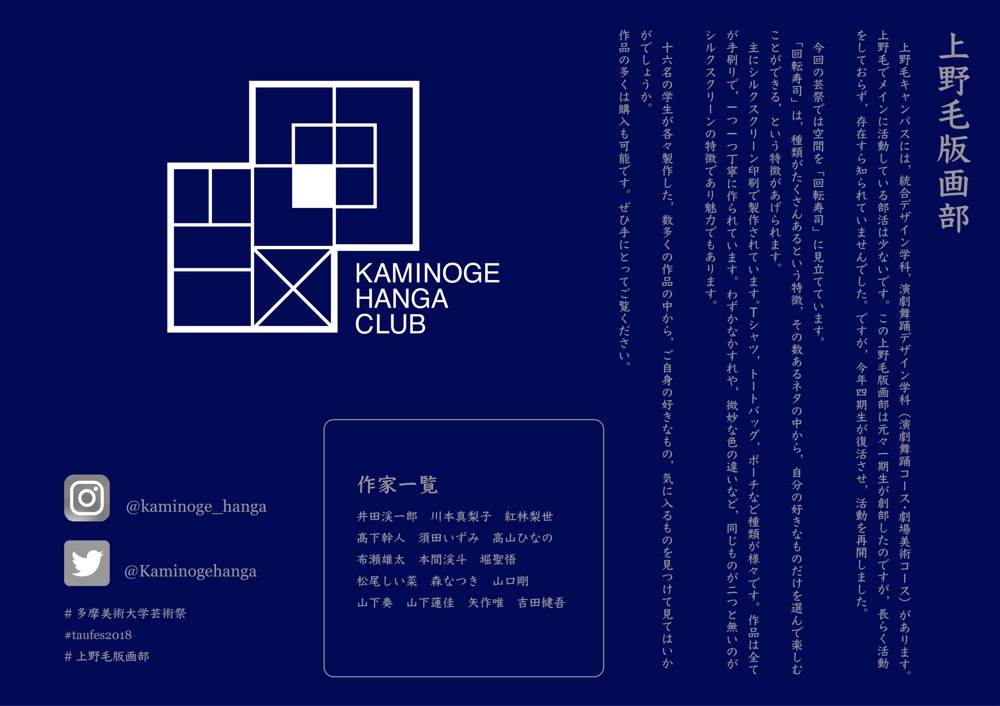 上野毛版画部
上野毛キャンパスには、統合デザイン学科、演劇舞踊デザイン学科（演劇舞踊コース・劇場美術コース）があります。
上野毛でメインに活動している部活は少ないです。この上野毛版画部は元々一期生が創部したのですが、長らく活動
をしておらず、存在すら知られていませんでした。ですが、今年四期生が復活させ、活動を再開しました。
今回の芸祭では空間を「回転寿司」に見立てています。
「回転寿司」は、種類がたくさんあるという特徴、その数あるネタの中から、自分の好きなものだけを選んで楽しむ
ことができる、という特徴があげられます。
主にシルクスクリーン印刷で製作されています。Tシャツ、トートバッグ、ポーチなど種類が様々です。作品は全て
が手刷りで、一つ一つ丁寧に作られています。わずかなかすれや、微妙な色の違いなど、同じものが二つと無いのが
シルクスクリーンの特徴であり魅力でもあります。
十六名の学生が各々製作した、数多くの作品の中から、ご自身の好きなもの、気に入るものを見つけて見てはいか
がでしょうか。
作品の多くは購入も可能です。ぜひ手にとってご覧ください。
KAMINOGE
HANGA
CLUB
作家一覧
井田渓一郎　川本真梨子　紅林梨世
髙下幹人　須田いずみ　高山ひなの
布瀬雄太　本間渓斗　堀聖悟
松尾しい菜　森なつき　山口剛
山下奏　山下蓮佳　矢作唯　吉田健吾
@kaminoge_hanga
@Kaminogehanga
# 多摩美術大学芸術祭
#taufes2018
# 上野毛版画部